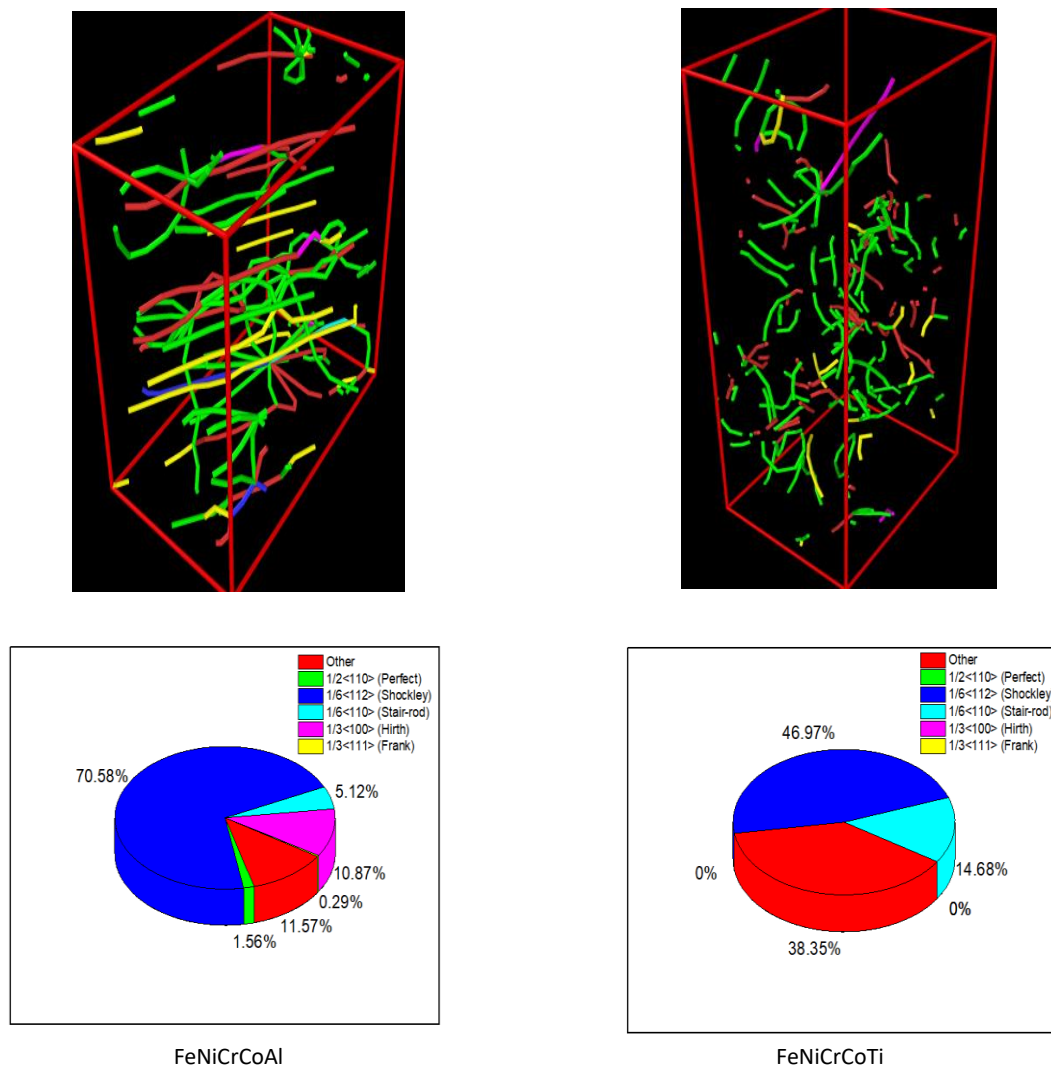 Other
1/2<110> (Perfect)
1/6<112> (Shockley)
1/6<110> (Stair-rod)
1/3<100> (Hirth)
1/3<111> (Frank)
70.58%
5.12%
10.87%
0.29%
11.57%
1.56%
Other
1/2<110> (Perfect)
1/6<112> (Shockley)
1/6<110> (Stair-rod)
1/3<100> (Hirth)
1/3<111> (Frank)
46.97%
14.68%
0%
0%
38.35%
FeNiCrCoAl
FeNiCrCoTi